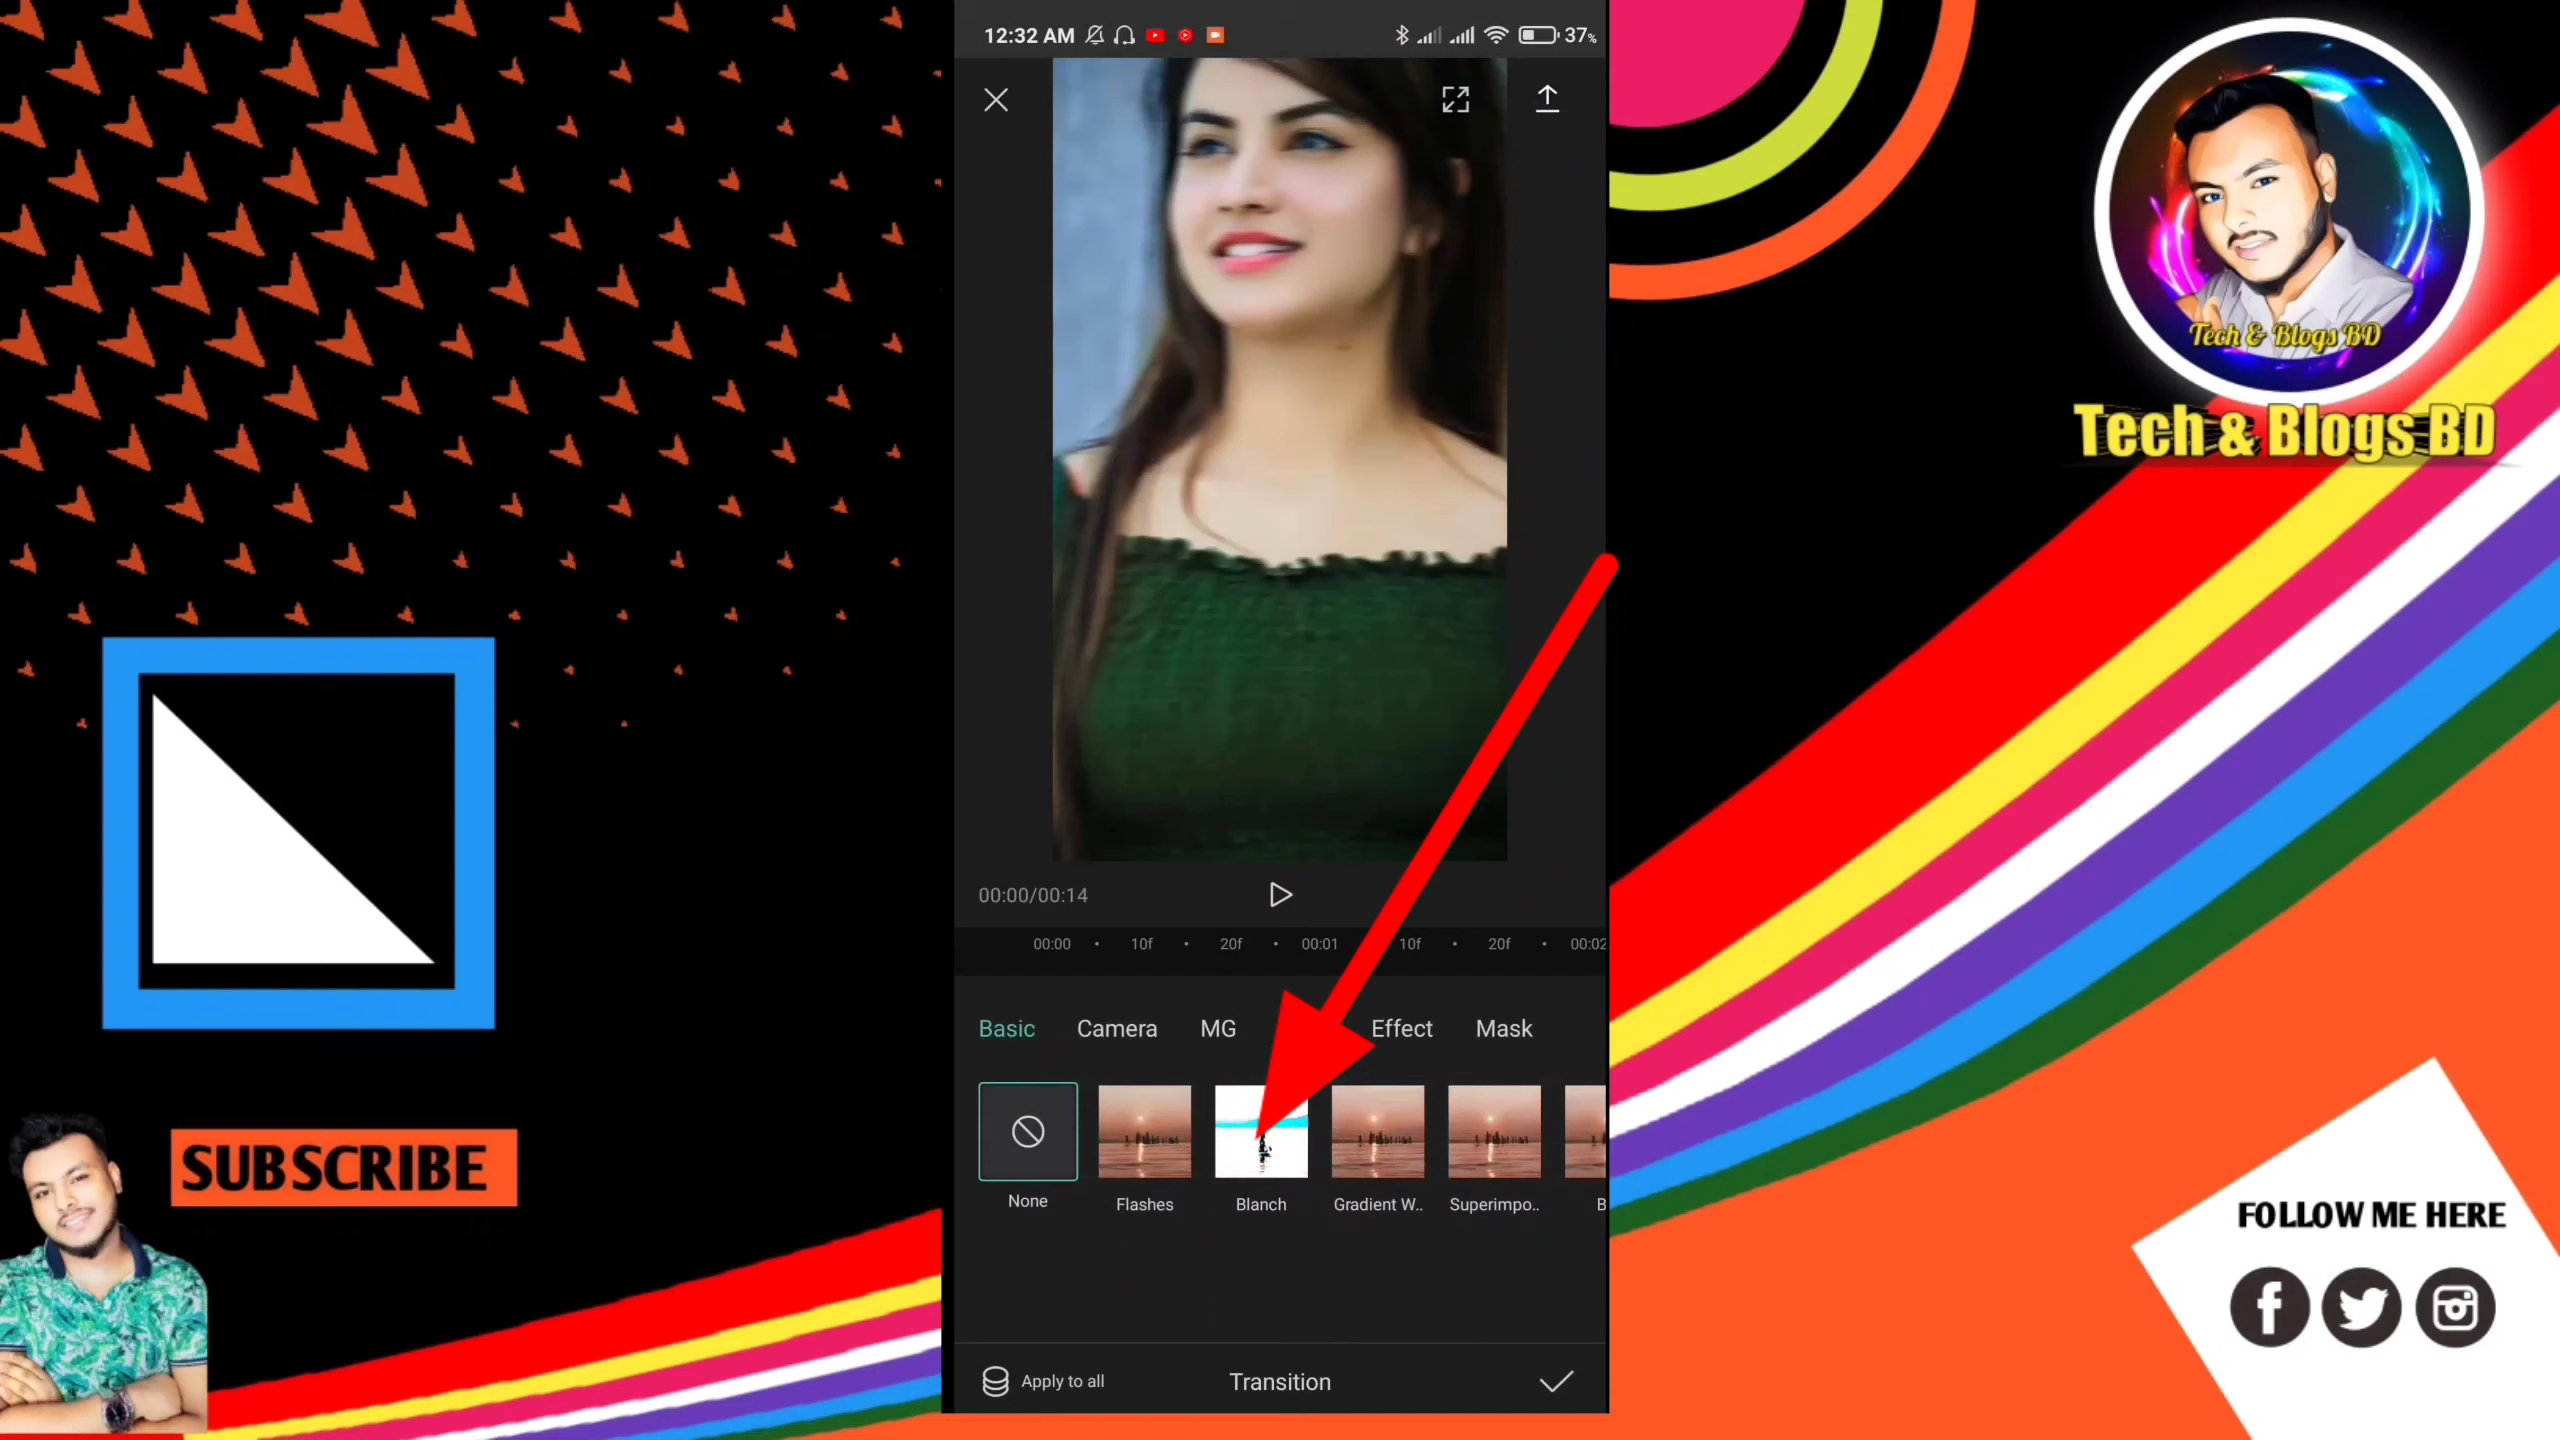 12:32 AM
37%
Tech & Blogs BD
Tech & Blogs BD
00:00/00:14
00:00 10f 20f 00:01 10f 20f 00:02
Basic Camera MG Effect Mask
None Flashes Blanch Gradient W.. Superimpo.. B
SUBSCRIBE
FOLLOW ME HERE
Apply to all Transition